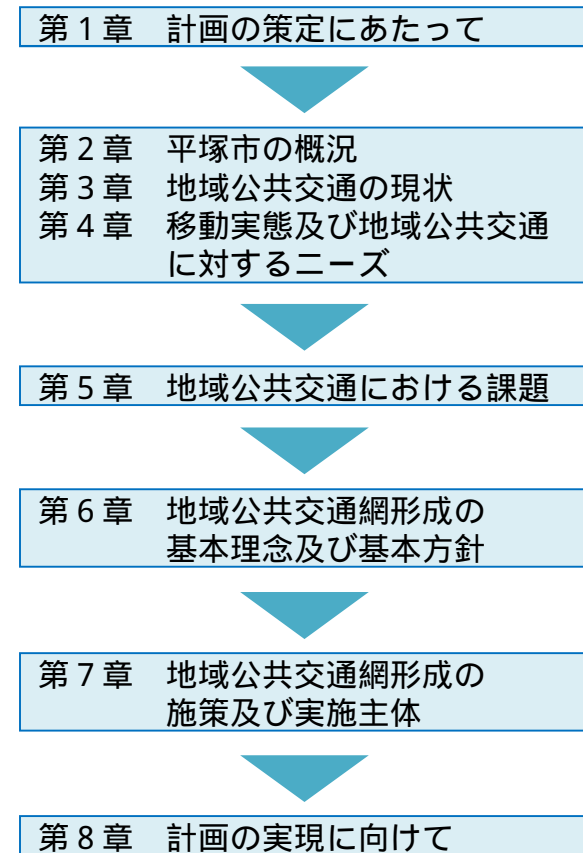 第１章　計画の策定にあたって
第２章　平塚市の概況
第３章　地域公共交通の現状
第４章　移動実態及び地域公共交通
に対するニーズ
第５章　地域公共交通における課題
第６章　地域公共交通網形成の
基本理念及び基本方針
第７章　地域公共交通網形成の
施策及び実施主体
第８章　計画の実現に向けて